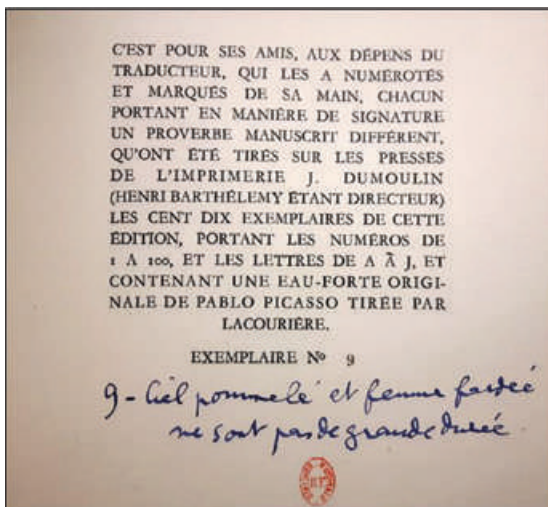 C'EST POUR SES AMIS, AUX DÉPENS DU
TRADUCTEUR, QUI LES A NUMÉROTÉS
ET MARQUÉS DE SA MAIN, CHACUN
PORTANT EN MANIÈRE DE SIGNATURE
UN PROVERBE MANUSCRIT DIFFÉRENT,
QU'ONT ÉTÉ TIRÉS SUR LES PRESSES
DE L'IMPRIMERIE J. DUMOULIN
(HENRI BARTHÉLEMY ÉTANT DIRECTEUR)
LES CENT DIX EXEMPLAIRES DE CETTE
ÉDITION, PORTANT LES NUMÉROS DE
1 A 100, ET LES LETTRES DE A À J, ET
CONTENANT UNE EAU-FORTE ORIGI-
NALE DE PABLO PICASSO TIRÉE PAR
LACOURIÈRE.
EXEMPLAIRE Nº 9
9 - Ciel pommelé et femme fardée
ne sont pas de grande durée